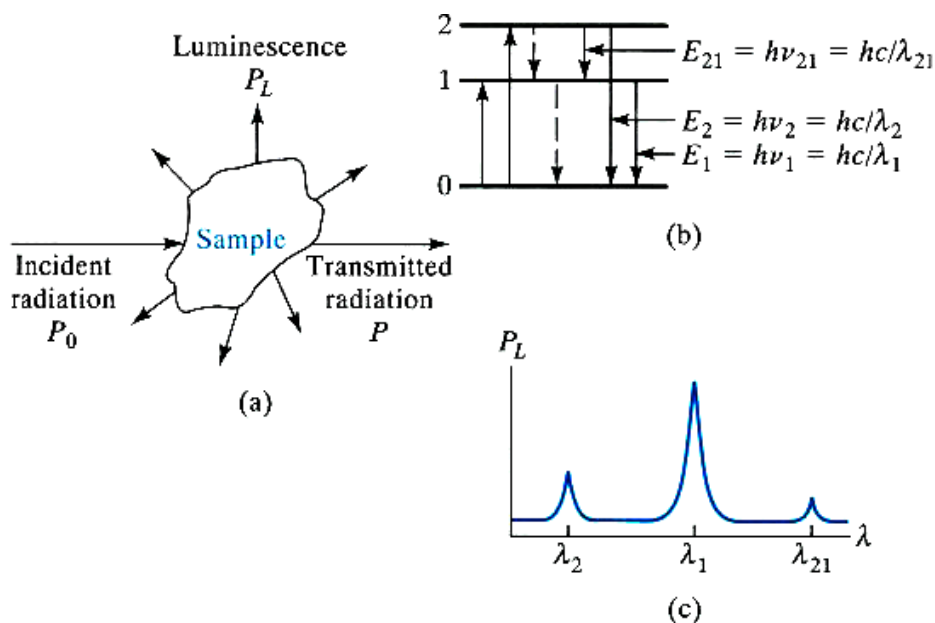 Luminescence
P_L
Sample
Incident
radiation
P_0
Transmitted
radiation
P
(a)
2
E_21 = hν_21 = hc/λ_21
1
E_2 = hν_2 = hc/λ_2
E_1 = hν_1 = hc/λ_1
0
(b)
P_L
λ_2 λ_1 λ_21 λ
(c)